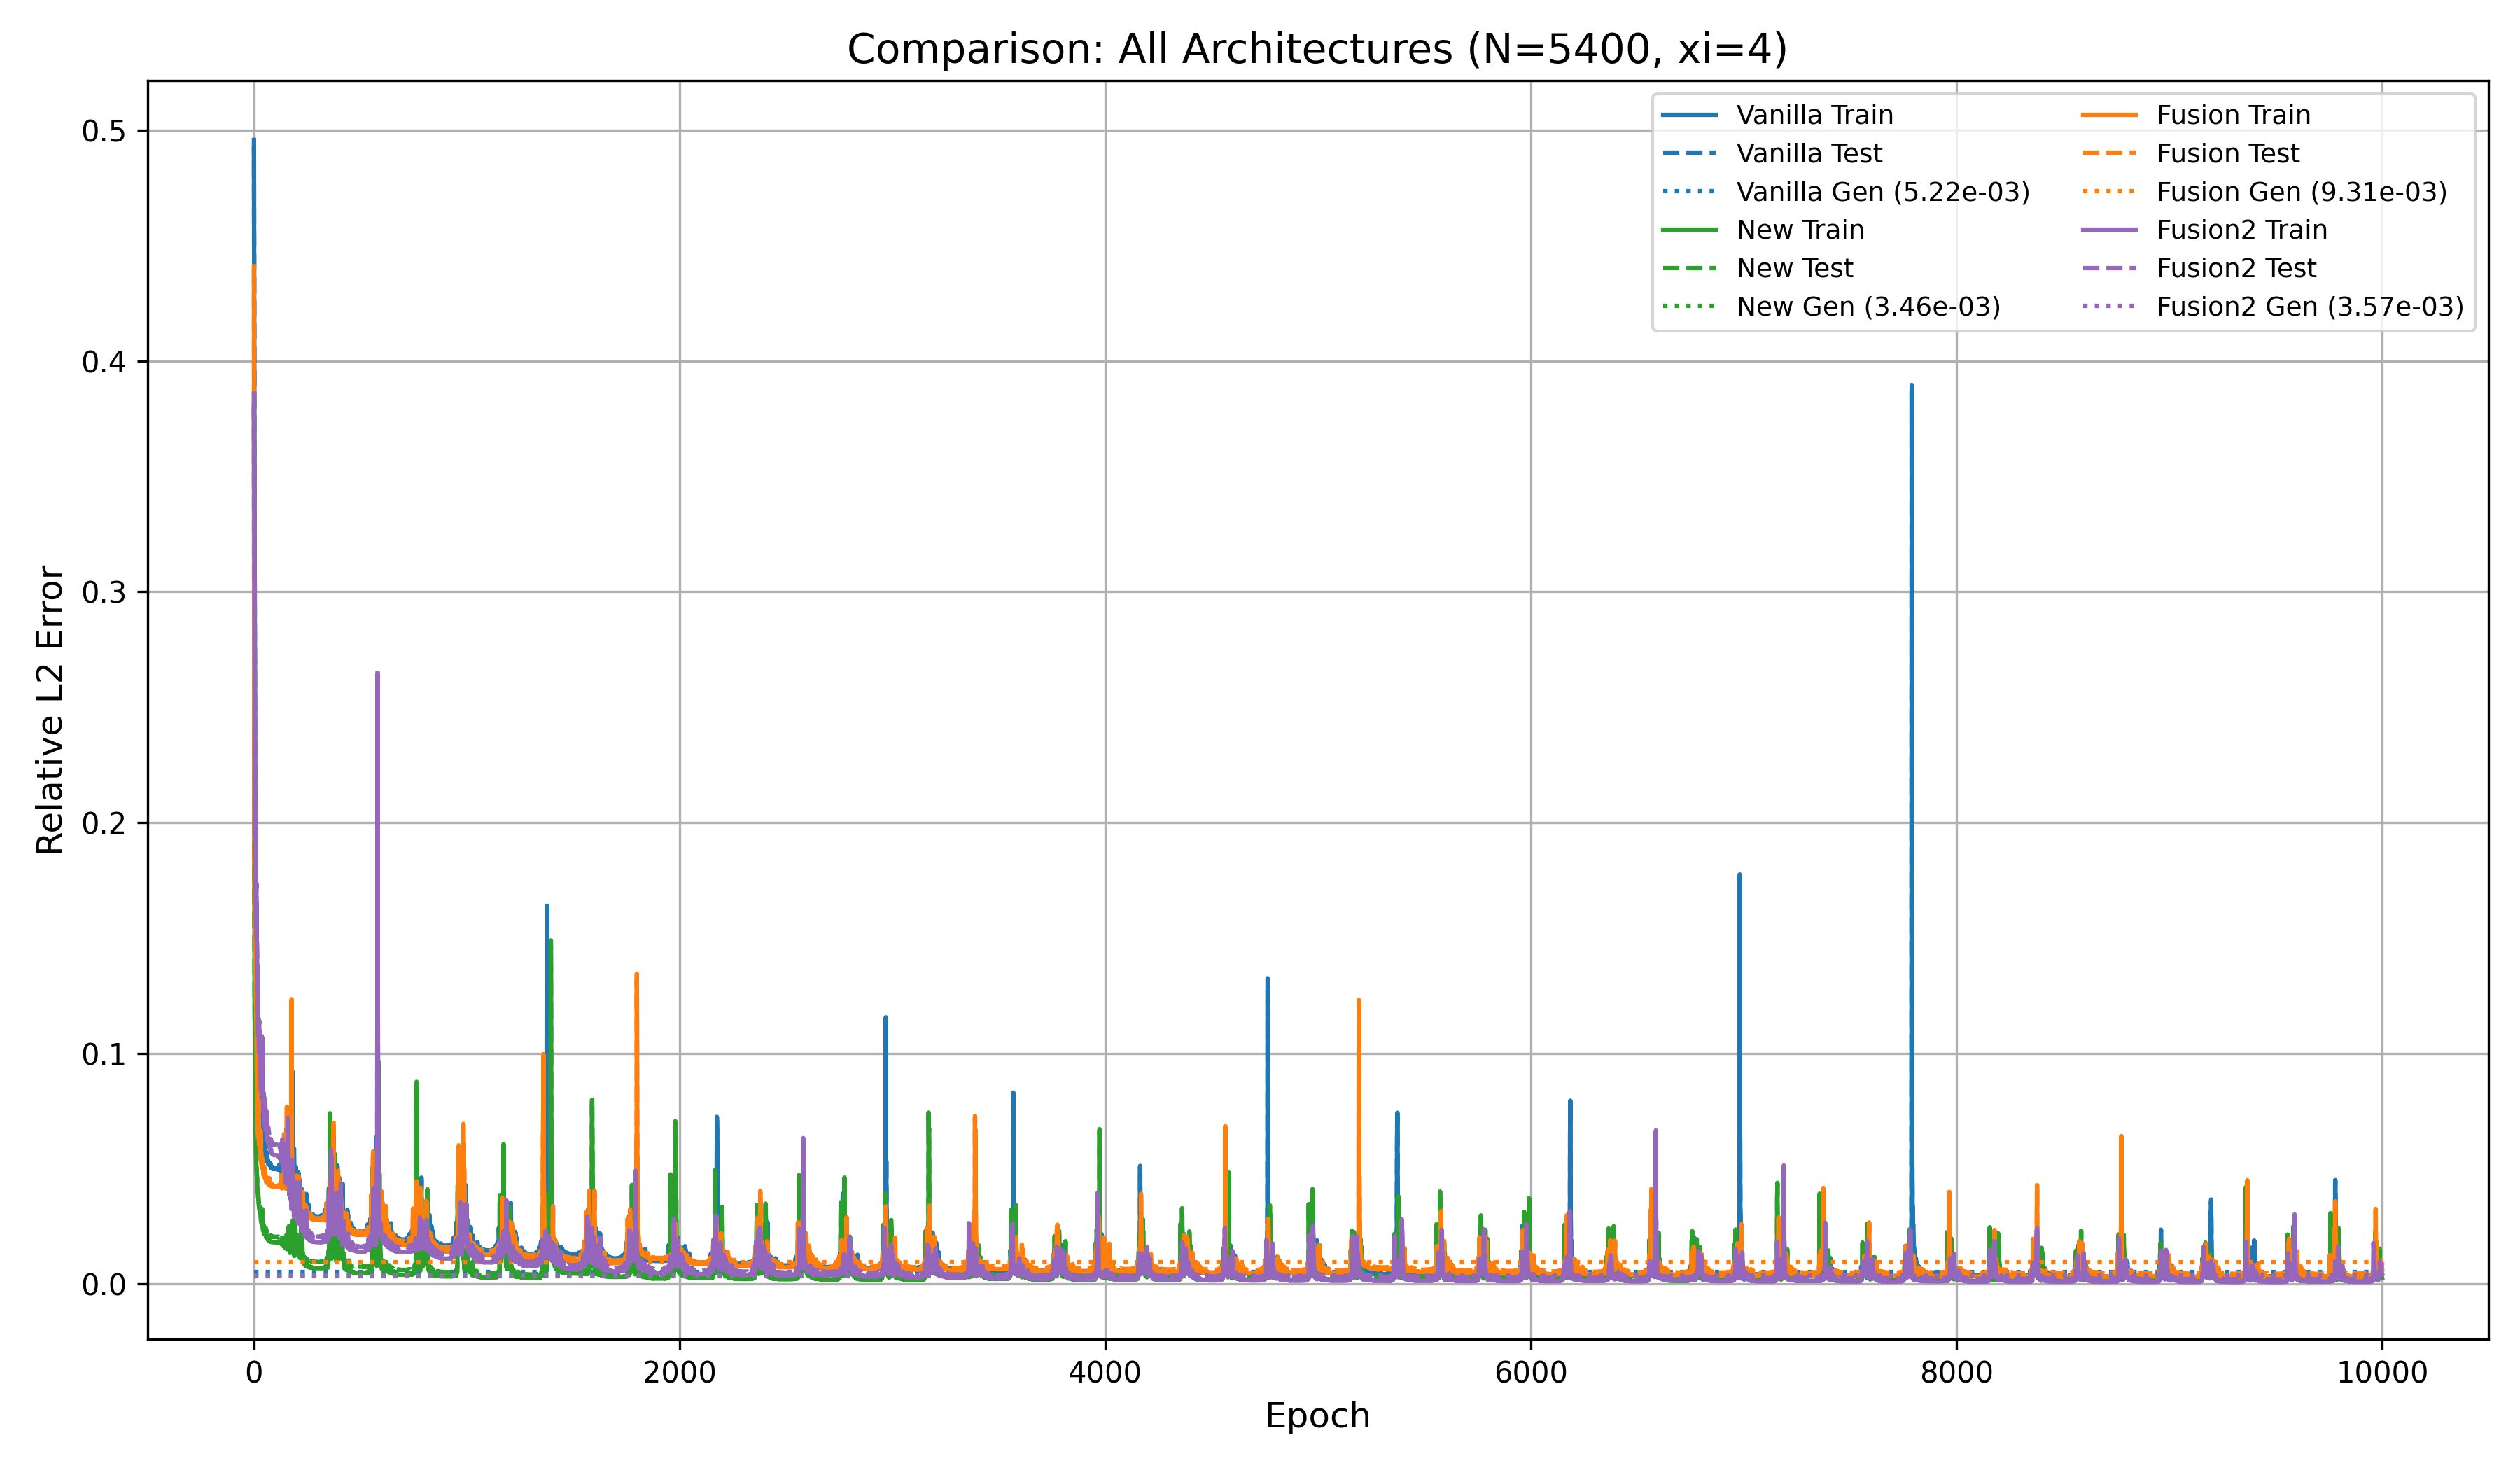 Comparison: All Architectures (N=5400, xi=4)
Vanilla Train
Vanilla Test
Vanilla Gen (5.22e-03)
New Train
New Test
New Gen (3.46e-03)
Fusion Train
Fusion Test
Fusion Gen (9.31e-03)
Fusion2 Train
Fusion2 Test
Fusion2 Gen (3.57e-03)
Relative L2 Error
0.5
0.4
0.3
0.2
0.1
0.0
0 2000 4000 6000 8000 10000
Epoch